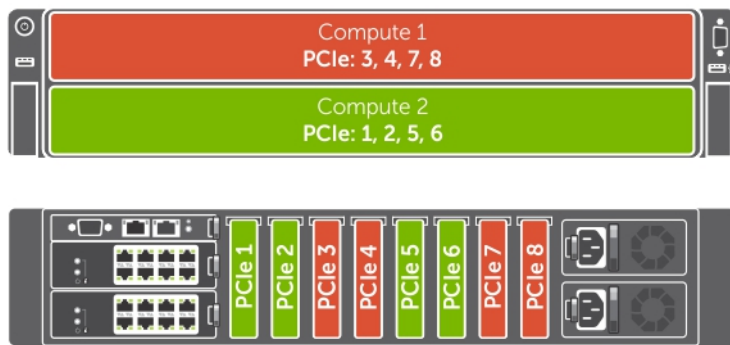 Compute 1
PCIe: 3, 4, 7, 8
Compute 2
PCIe: 1, 2, 5, 6
PCIe 1
PCIe 2
PCIe 3
PCIe 4
PCIe 5
PCIe 6
PCIe 7
PCIe 8